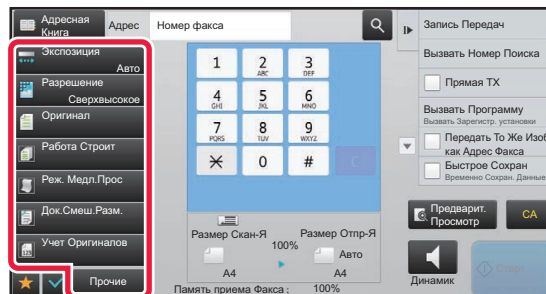 Адресная
Книга
Адрес
Номер факса
Экспозиция
Авто
Разрешение
Сверхвысокое
Оригинал
Работа Строит
Реж. Медл.Прос
Док.Смеш.Разм.
Учет Оригиналов
Прочие
1
2
ABC
3
DEF
4
GHI
5
JKL
6
MNO
7
PQRS
8
TUV
9
WXYZ
0
#
C
Размер Скан-Я
100%
Размер Отпр-Я
Авто
A4
A4
Память приема Факса :
100%
Запись Передач
Вызвать Номер Поиска
Прямая TX
Вызвать Программу
Вызвать Зарегистр. установки
Передать То Же Изоб
как Адрес Факса
Быстрое Сохран
Временно Сохран. Данные
Предварит.
Просмотр
CA
Динамик
Старт